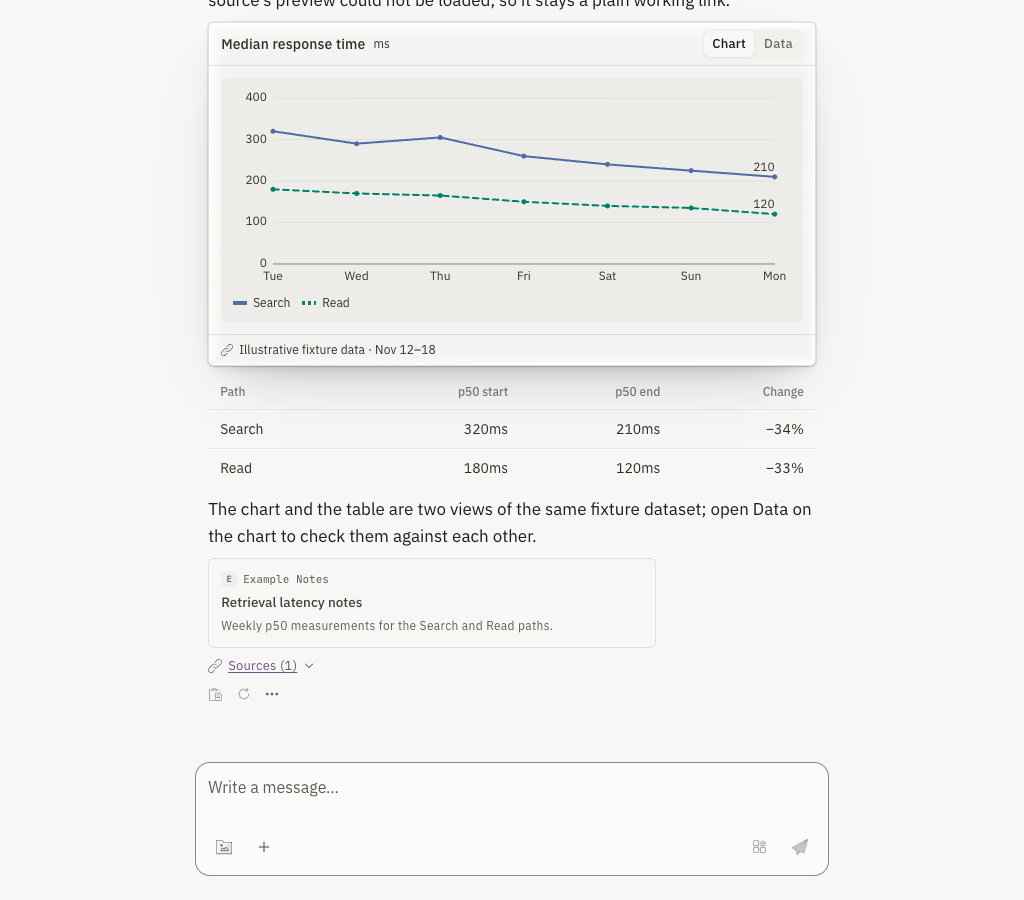 source's preview could not be loaded, so it stays a plain working link.
Median response time ms
Chart Data
400
300
200
100
0
210
120
Tue Wed Thu Fri Sat Sun Mon
Search Read
Illustrative fixture data · Nov 12–18
Path p50 start p50 end Change
Search 320ms 210ms −34%
Read 180ms 120ms −33%
The chart and the table are two views of the same fixture dataset; open Data on
the chart to check them against each other.
E Example Notes
Retrieval latency notes
Weekly p50 measurements for the Search and Read paths.
Sources (1)
Write a message...